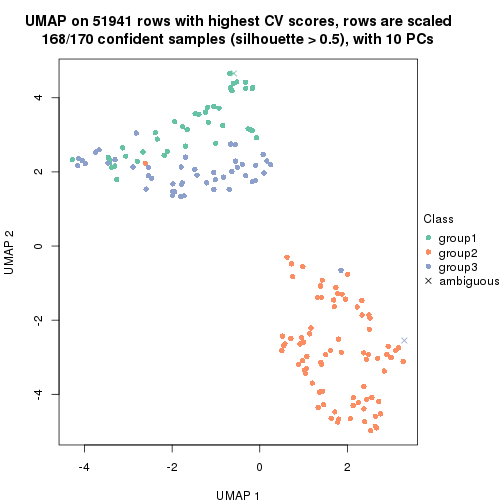 UMAP on 51941 rows with highest CV scores, rows are scaled
168/170 confident samples (silhouette > 0.5), with 10 PCs
4
2
0
-2
-4
UMAP 2
-4
-2
0
2
UMAP 1
Class
group1
group2
group3
ambiguous